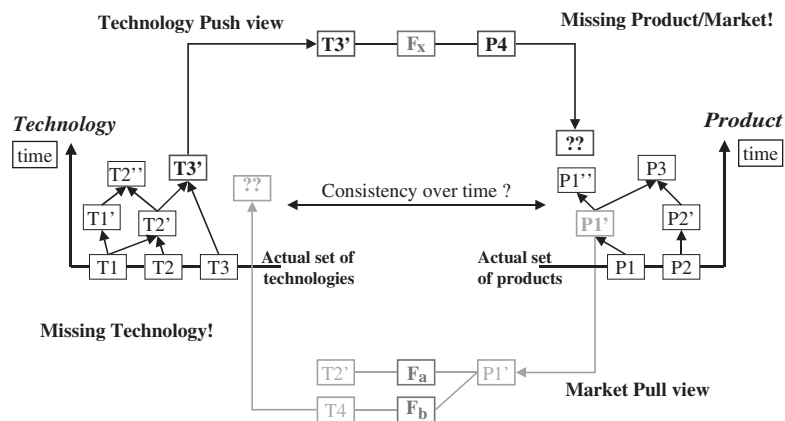 Technology Push view
Missing Product/Market!
T3’ Fx P4
Technology
time
Product
time
??
T3’
T2’’
??
Consistency over time ?
P1’’
P3
T1’
T2’
P1’
P2’
T1 T2 T3
Actual set of
technologies
Actual set
of products
P1 P2
Missing Technology!
T2’ Fa P1’
T4 Fb
Market Pull view